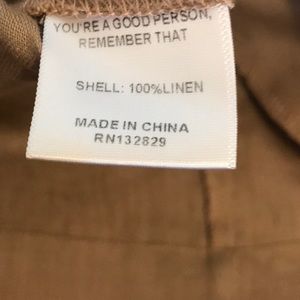 YOU'RE A GOOD PERSON,
REMEMBER THAT
SHELL: 100%LINEN
MADE IN CHINA
RN132829